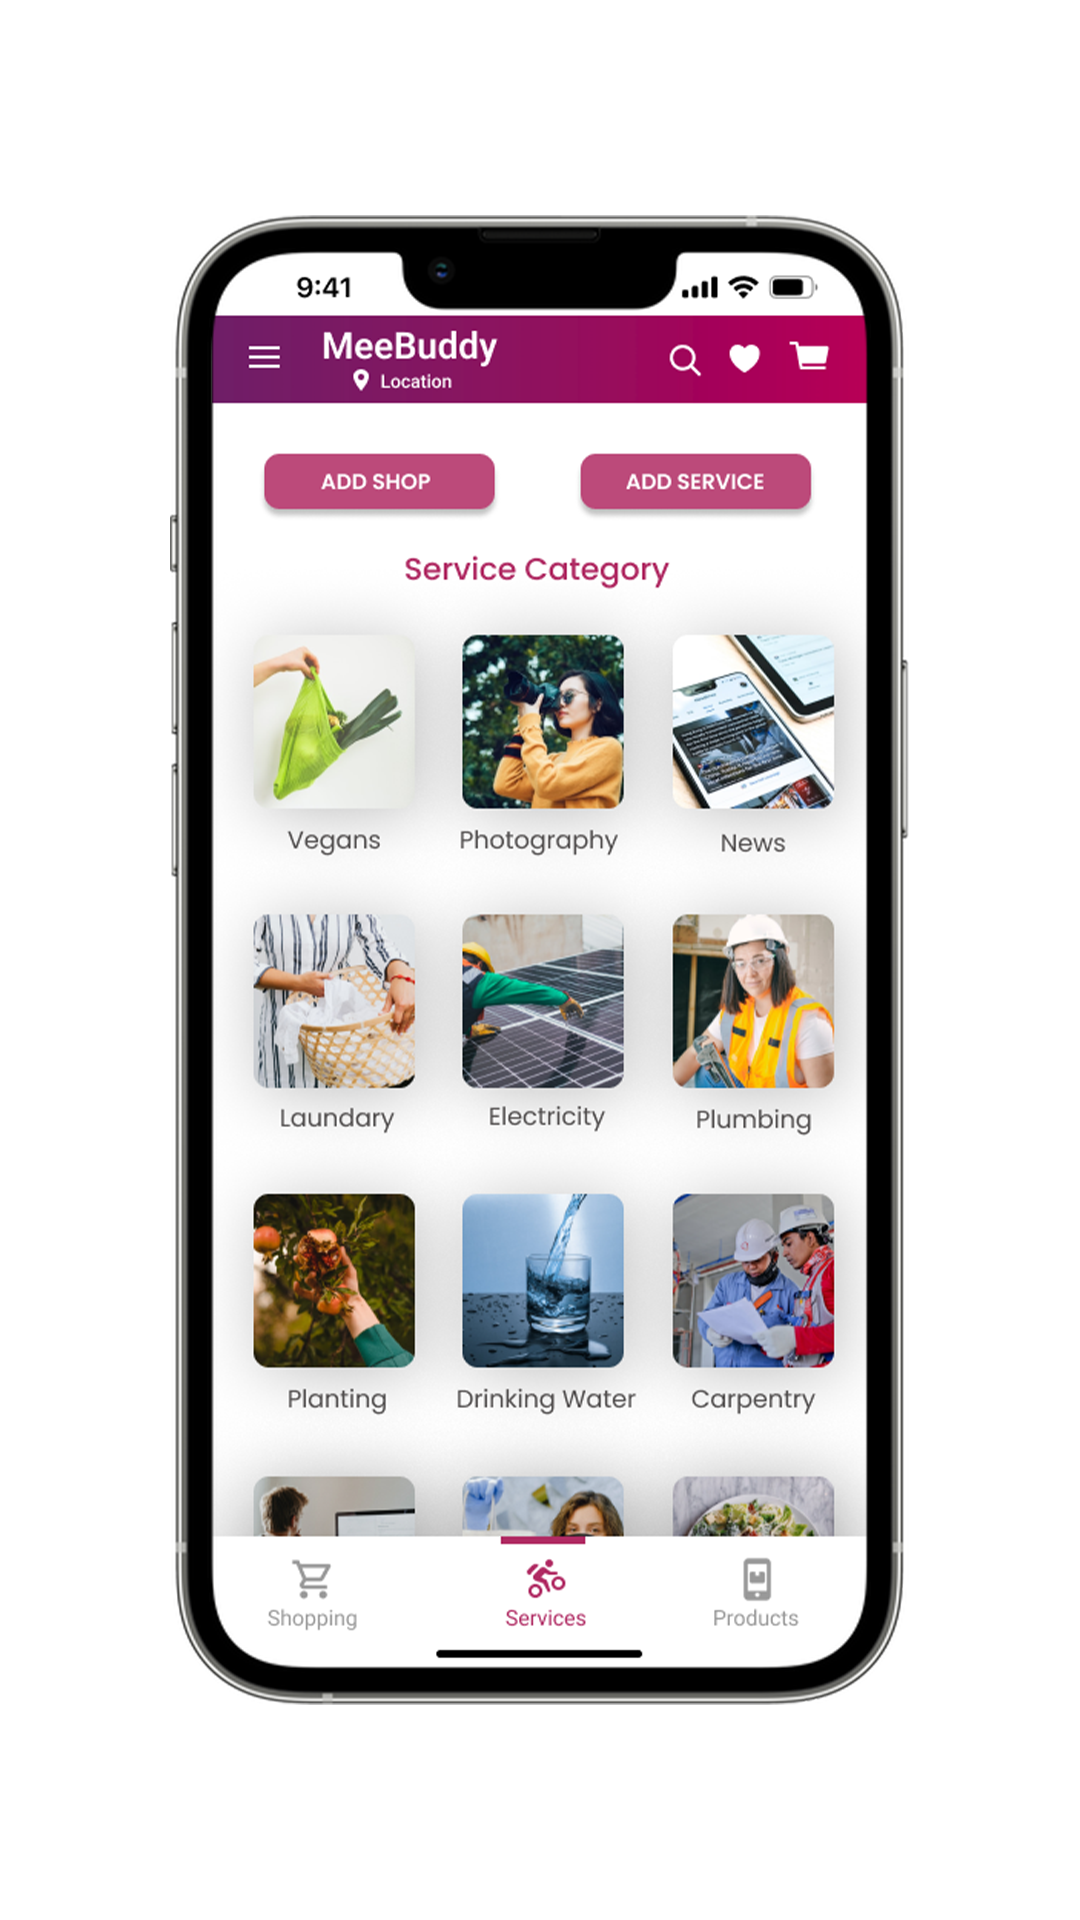 9:41
MeeBuddy
Location
ADD SHOP
ADD SERVICE
Service Category
Vegans
Photography
News
Laundary
Electricity
Plumbing
Planting
Drinking Water
Carpentry
Shopping
Services
Products